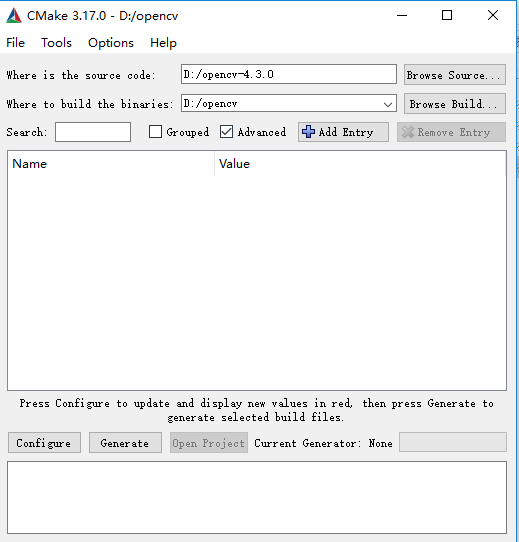 CMake 3.17.0 - D:/opencv
File Tools Options Help
Where is the source code: D:/opencv-4.3.0 Browse Source...
Where to build the binaries: D:/opencv Browse Build...
Search: Grouped Advanced Add Entry Remove Entry
Name Value
Press Configure to update and display new values in red, then press Generate to
generate selected build files.
Configure Generate Open Project Current Generator: None